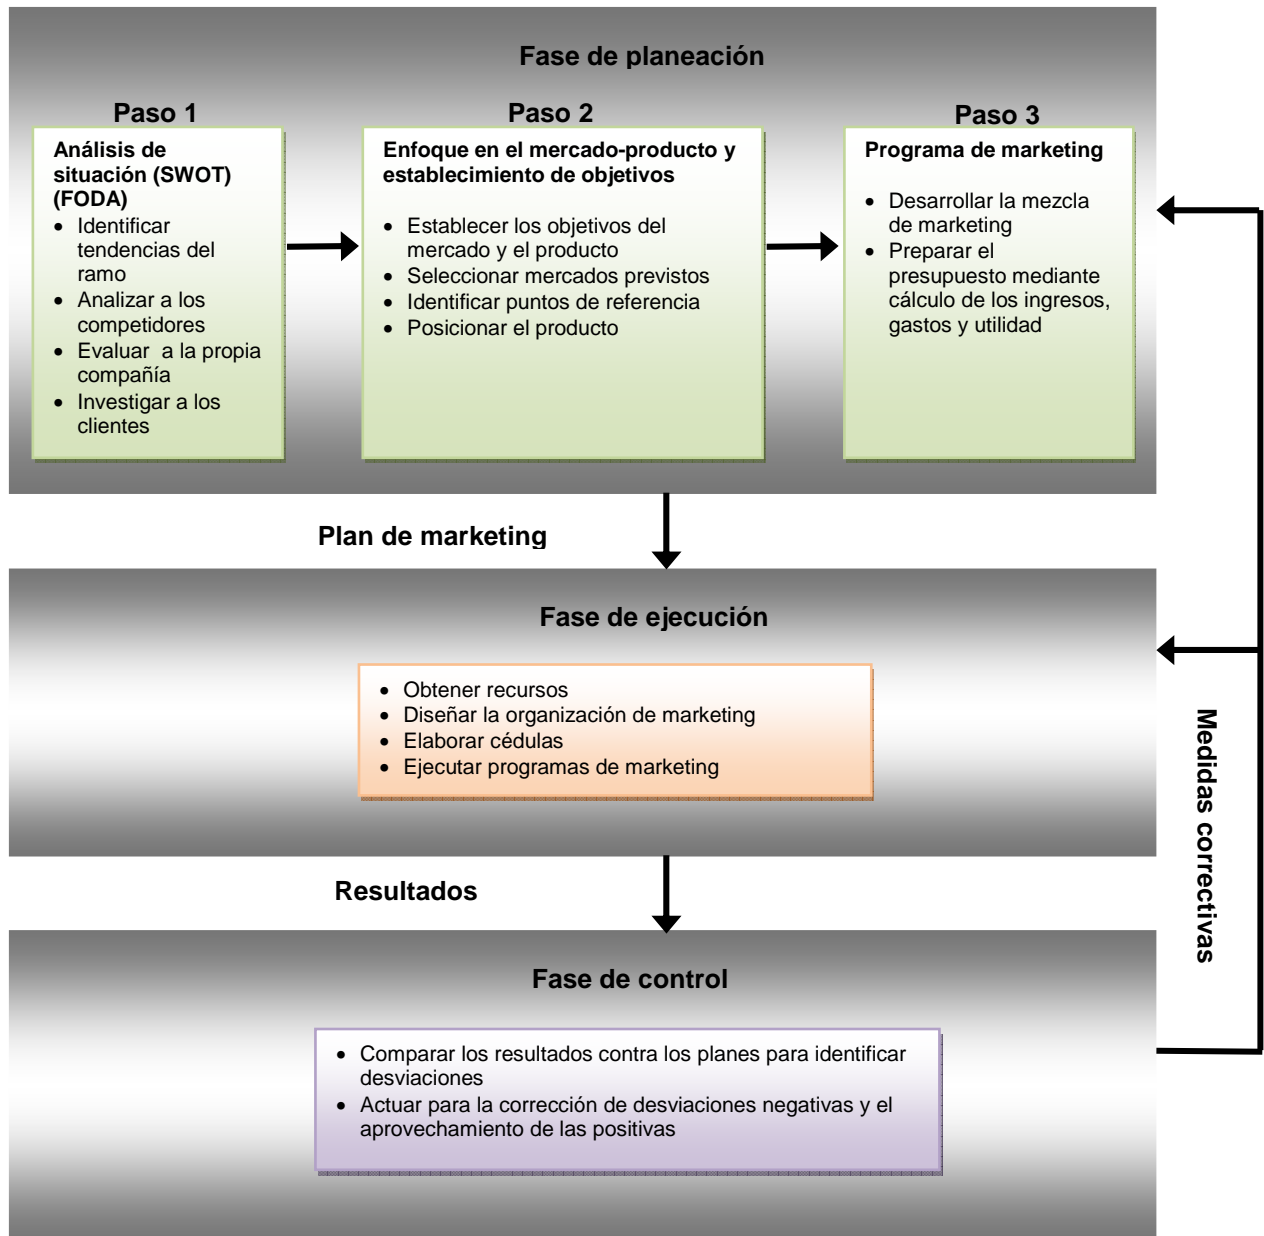 Fase de planeación
Paso 1
Análisis de
situación (SWOT)
(FODA)
• Identificar
tendencias del
ramo
• Analizar a los
competidores
• Evaluar a la propia
compañía
• Investigar a los
clientes
Paso 2
Enfoque en el mercado-producto y
establecimiento de objetivos
• Establecer los objetivos del
mercado y el producto
• Seleccionar mercados previstos
• Identificar puntos de referencia
• Posicionar el producto
Paso 3
Programa de marketing
• Desarrollar la mezcla
de marketing
• Preparar el
presupuesto mediante
cálculo de los ingresos,
gastos y utilidad
Plan de marketing
Fase de ejecución
• Obtener recursos
• Diseñar la organización de marketing
• Elaborar cédulas
• Ejecutar programas de marketing
Resultados
Fase de control
• Comparar los resultados contra los planes para identificar
desviaciones
• Actuar para la corrección de desviaciones negativas y el
aprovechamiento de las positivas
Medidas correctivas